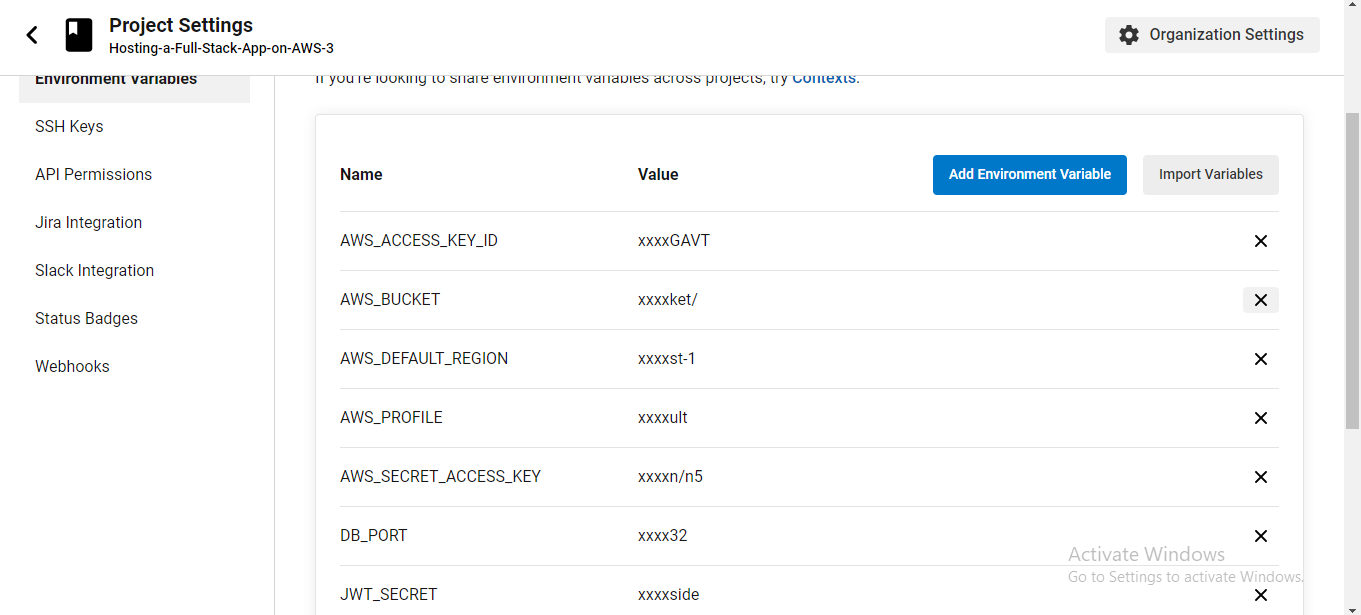 Project Settings
Hosting-a-Full-Stack-App-on-AWS-3
Organization Settings
Environment Variables
SSH Keys
API Permissions
Jira Integration
Slack Integration
Status Badges
Webhooks
If you're looking to share environment variables across projects, try Contexts.
Name Value Add Environment Variable Import Variables
AWS_ACCESS_KEY_ID xxxxGAVT
AWS_BUCKET xxxxket/
AWS_DEFAULT_REGION xxxxst-1
AWS_PROFILE xxxxult
AWS_SECRET_ACCESS_KEY xxxxn/n5
DB_PORT xxxx32
JWT_SECRET xxxxside
Activate Windows
Go to Settings to activate Windows.